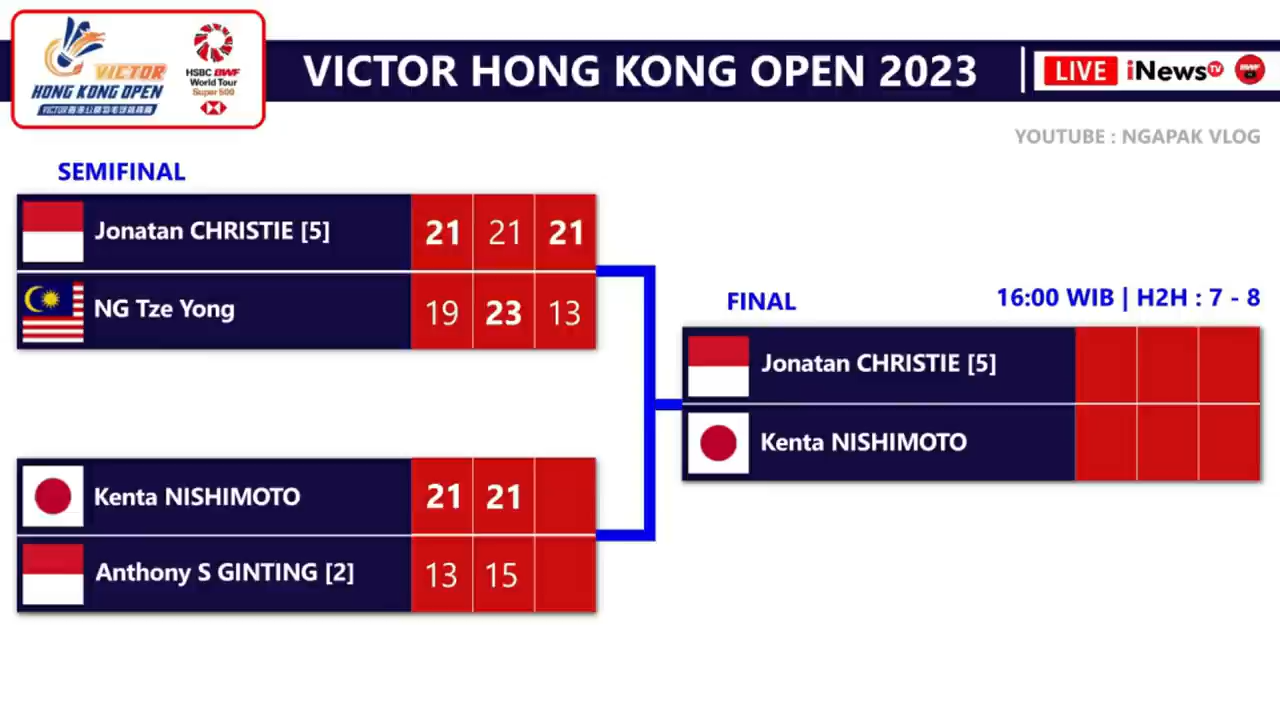 VICTOR
HONG KONG OPEN
HSBC BWF
World Tour
Super 500
VICTOR HONG KONG OPEN 2023
LIVE
iNews TV
YOUTUBE : NGAPAK VLOG
SEMIFINAL
Jonatan CHRISTIE [5] 21 21 21
NG Tze Yong 19 23 13
Kenta NISHIMOTO 21 21
Anthony S GINTING [2] 13 15
FINAL
16:00 WIB | H2H : 7 - 8
Jonatan CHRISTIE [5]
Kenta NISHIMOTO